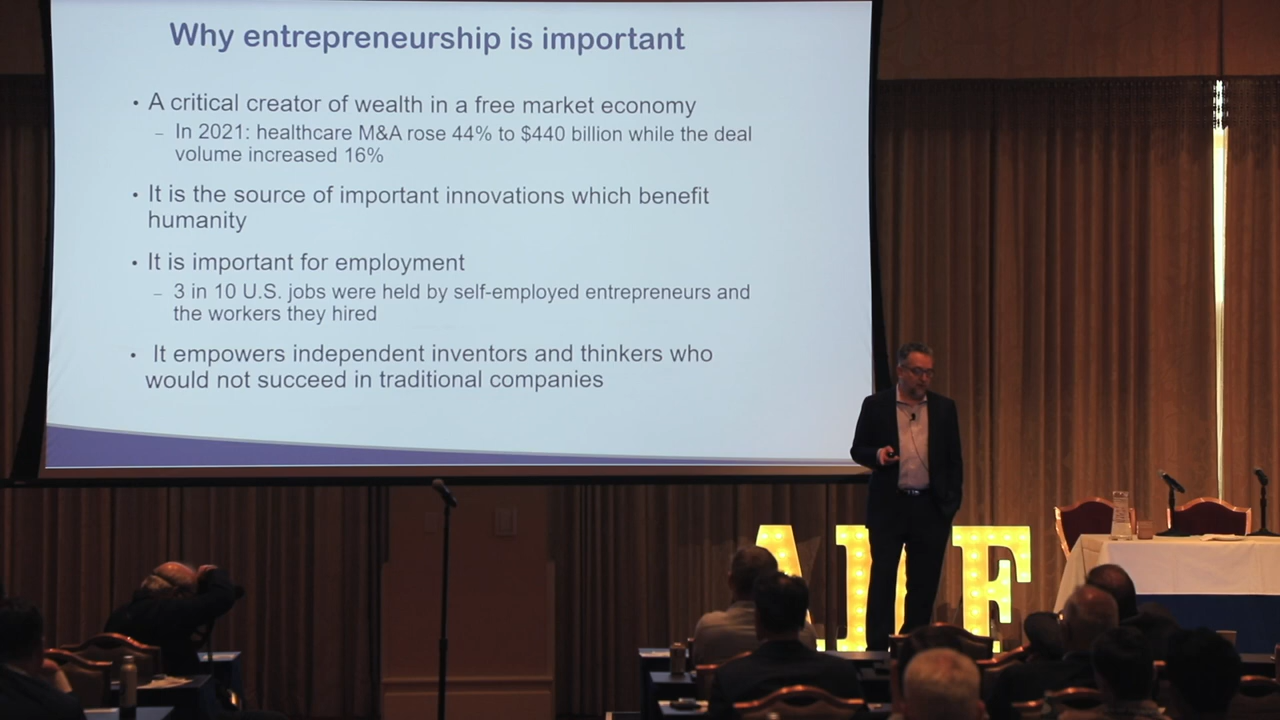 Why entrepreneurship is important
• A critical creator of wealth in a free market economy
– In 2021: healthcare M&A rose 44% to $440 billion while the deal
volume increased 16%
• It is the source of important innovations which benefit
humanity
• It is important for employment
– 3 in 10 U.S. jobs were held by self-employed entrepreneurs and
the workers they hired
• It empowers independent inventors and thinkers who
would not succeed in traditional companies